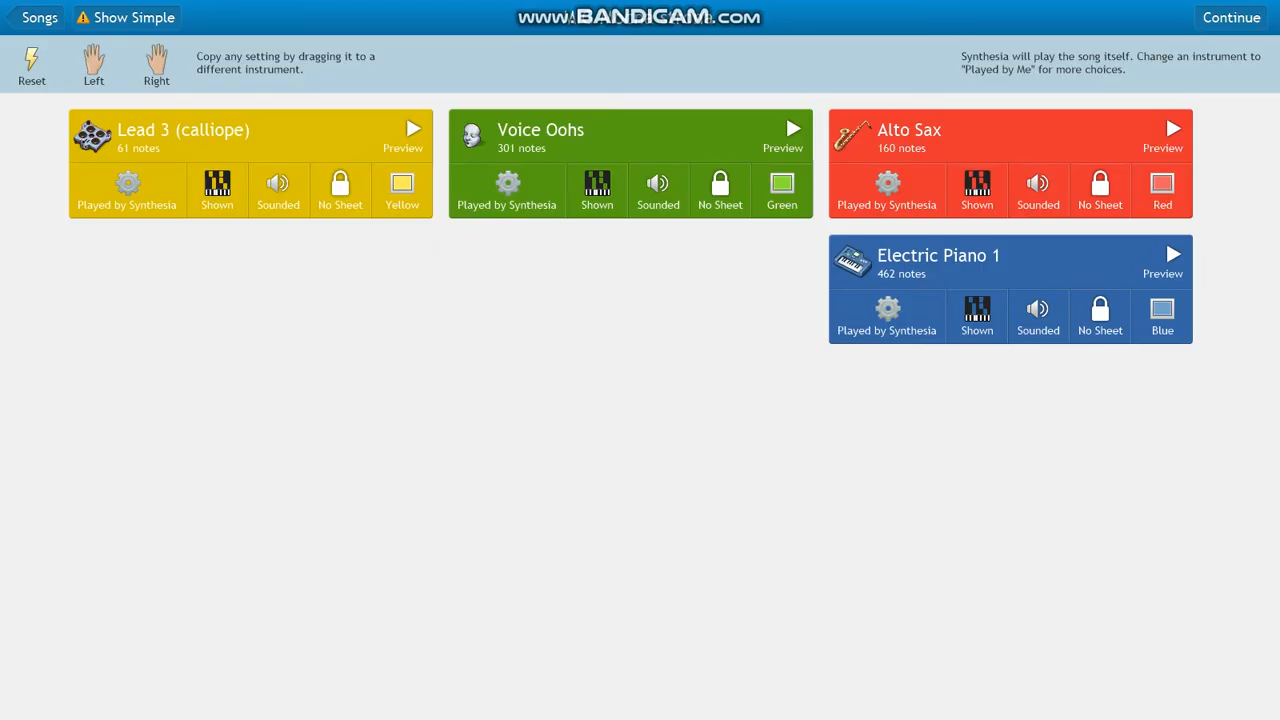 Songs
Show Simple
www.BANDICAM.com
Continue
Reset
Left
Right
Copy any setting by dragging it to a
different instrument.
Synthesia will play the song itself. Change an instrument to
"Played by Me" for more choices.
Lead 3 (calliope)
61 notes
Preview
Played by Synthesia
Shown
Sounded
No Sheet
Yellow
Voice Oohs
301 notes
Preview
Played by Synthesia
Shown
Sounded
No Sheet
Green
Alto Sax
160 notes
Preview
Played by Synthesia
Shown
Sounded
No Sheet
Red
Electric Piano 1
462 notes
Preview
Played by Synthesia
Shown
Sounded
No Sheet
Blue